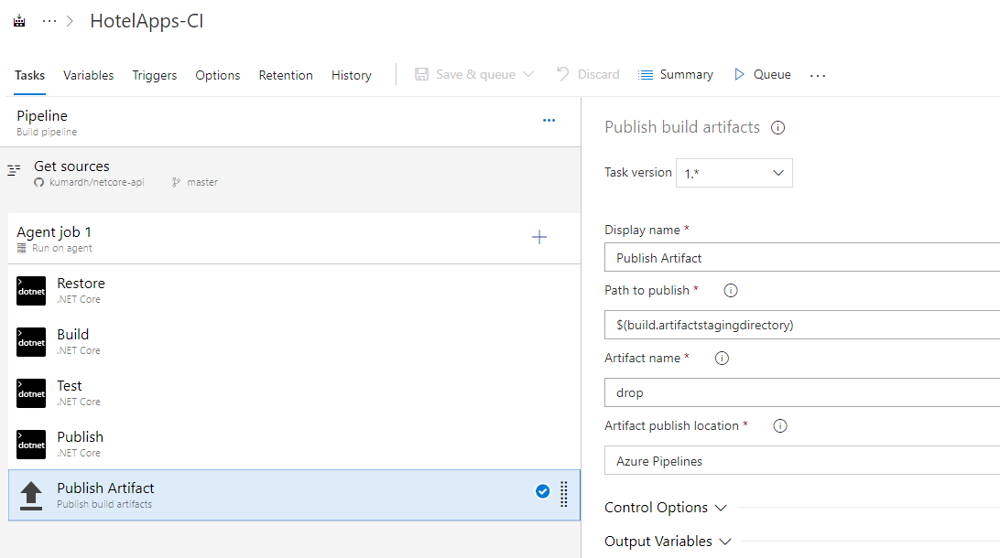 HotelApps-CI
Tasks Variables Triggers Options Retention History Save & queue Discard Summary Queue
Pipeline
Build pipeline
Get sources
kumardh/netcore-api master
Agent job 1
Run on agent
dotnet
Restore
.NET Core
dotnet
Build
.NET Core
dotnet
Test
.NET Core
dotnet
Publish
.NET Core
Publish Artifact
Publish build artifacts
Publish build artifacts
Task version 1.*
Display name *
Publish Artifact
Path to publish *
$(build.artifactstagingdirectory)
Artifact name *
drop
Artifact publish location *
Azure Pipelines
Control Options
Output Variables